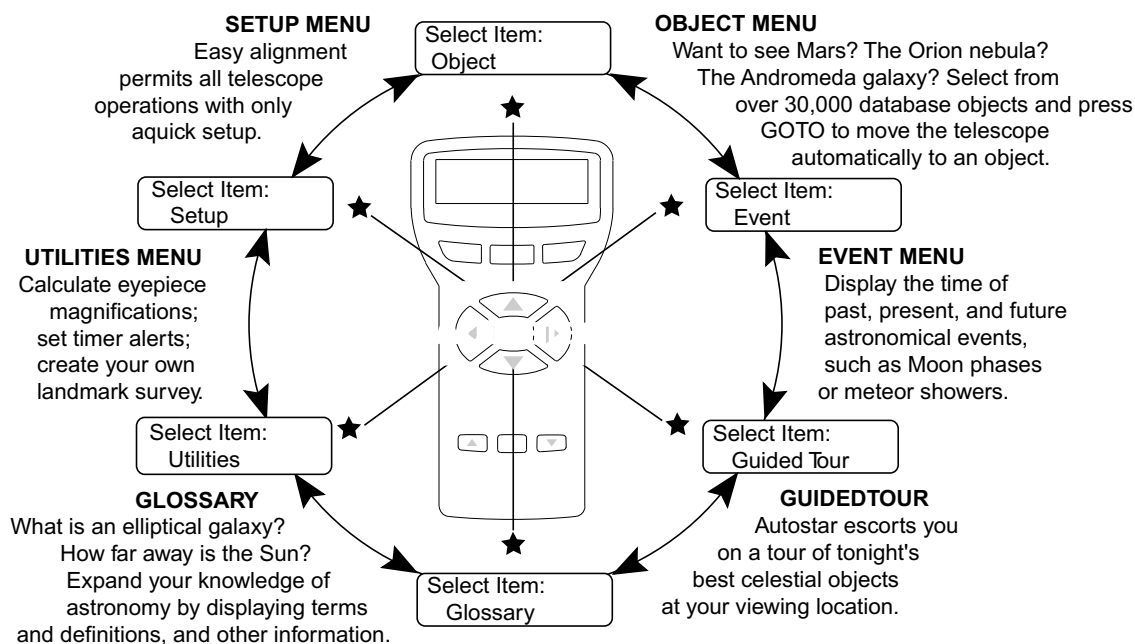 SETUP MENU
Easy alignment
permits all telescope
operations with only
aquick setup.
Select Item:
Object
OBJECT MENU
Want to see Mars? The Orion nebula?
The Andromeda galaxy? Select from
over 30,000 database objects and press
GOTO to move the telescope
automatically to an object.
Select Item:
Setup
Select Item:
Event
UTILITIES MENU
Calculate eyepiece
magnifications;
set timer alerts;
create your own
landmark survey.
EVENT MENU
Display the time of
past, present, and future
astronomical events,
such as Moon phases
or meteor showers.
Select Item:
Utilities
Select Item:
Guided Tour
GLOSSARY
What is an elliptical galaxy?
How far away is the Sun?
Expand your knowledge of
astronomy by displaying terms
and definitions, and other information.
Select Item:
Glossary
GUIDEDTOUR
Autostar escorts you
on a tour of tonight's
best celestial objects
at your viewing location.